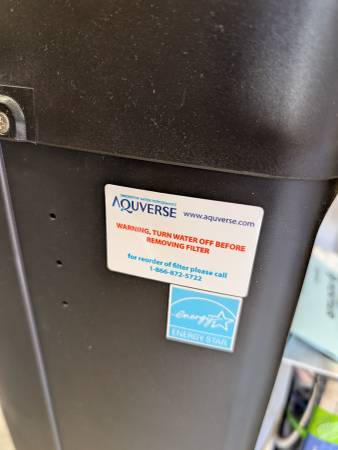 AQUVERSE www.aquverse.com
WARNING, TURN WATER OFF BEFORE
REMOVING FILTER
for reorder of filter please call
1-866-872-5722
energy
ENERGY STAR